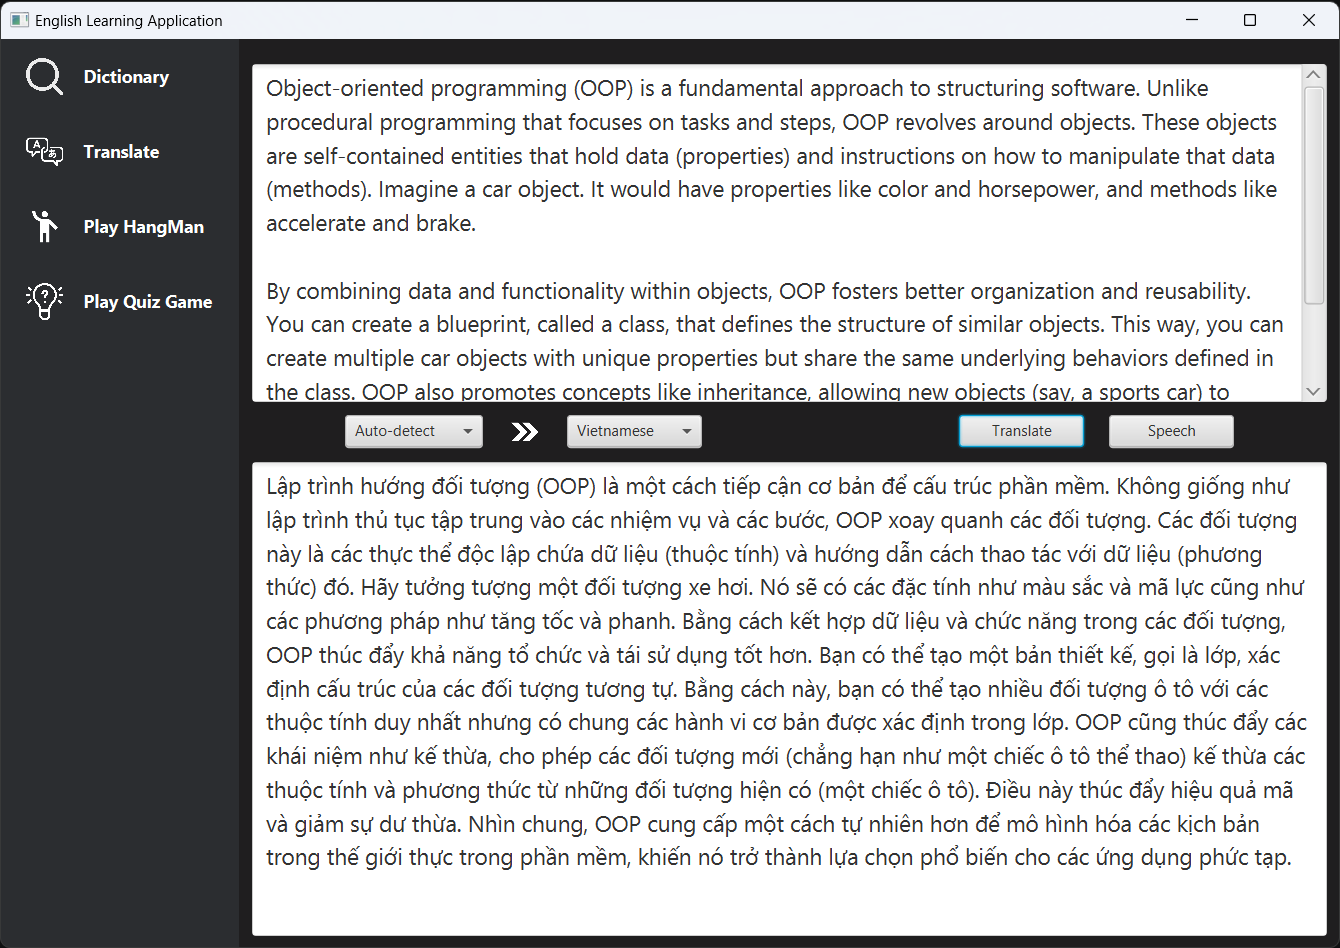 English Learning Application
Dictionary
Translate
Play HangMan
Play Quiz Game
Object-oriented programming (OOP) is a fundamental approach to structuring software. Unlike
procedural programming that focuses on tasks and steps, OOP revolves around objects. These objects
are self-contained entities that hold data (properties) and instructions on how to manipulate that data
(methods). Imagine a car object. It would have properties like color and horsepower, and methods like
accelerate and brake.
By combining data and functionality within objects, OOP fosters better organization and reusability.
You can create a blueprint, called a class, that defines the structure of similar objects. This way, you can
create multiple car objects with unique properties but share the same underlying behaviors defined in
the class. OOP also promotes concepts like inheritance, allowing new objects (say, a sports car) to
Auto-detect
Vietnamese
Translate
Speech
Lập trình hướng đối tượng (OOP) là một cách tiếp cận cơ bản để cấu trúc phần mềm. Không giống như
lập trình thủ tục tập trung vào các nhiệm vụ và các bước, OOP xoay quanh các đối tượng. Các đối tượng
này là các thực thể độc lập chứa dữ liệu (thuộc tính) và hướng dẫn cách thao tác với dữ liệu (phương
thức) đó. Hãy tưởng tượng một đối tượng xe hơi. Nó sẽ có các đặc tính như màu sắc và mã lực cũng như
các phương pháp như tăng tốc và phanh. Bằng cách kết hợp dữ liệu và chức năng trong các đối tượng,
OOP thúc đẩy khả năng tổ chức và tái sử dụng tốt hơn. Bạn có thể tạo một bản thiết kế, gọi là lớp, xác
định cấu trúc của các đối tượng tương tự. Bằng cách này, bạn có thể tạo nhiều đối tượng ô tô với các
thuộc tính duy nhất nhưng có chung các hành vi cơ bản được xác định trong lớp. OOP cũng thúc đẩy các
khái niệm như kế thừa, cho phép các đối tượng mới (chẳng hạn như một chiếc ô tô thể thao) kế thừa các
thuộc tính và phương thức từ những đối tượng hiện có (một chiếc ô tô). Điều này thúc đẩy hiệu quả mã
và giảm sự dư thừa. Nhìn chung, OOP cung cấp một cách tự nhiên hơn để mô hình hóa các kịch bản
trong thế giới thực trong phần mềm, khiến nó trở thành lựa chọn phổ biến cho các ứng dụng phức tạp.